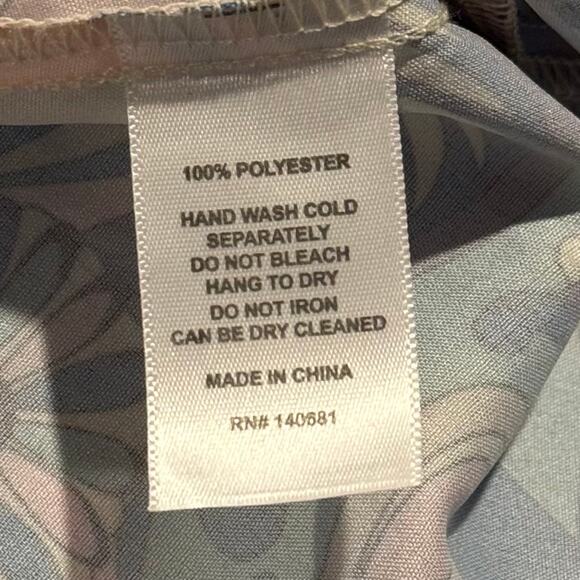 100% POLYESTER
HAND WASH COLD
SEPARATELY
DO NOT BLEACH
HANG TO DRY
DO NOT IRON
CAN BE DRY CLEANED
MADE IN CHINA
RN# 140681